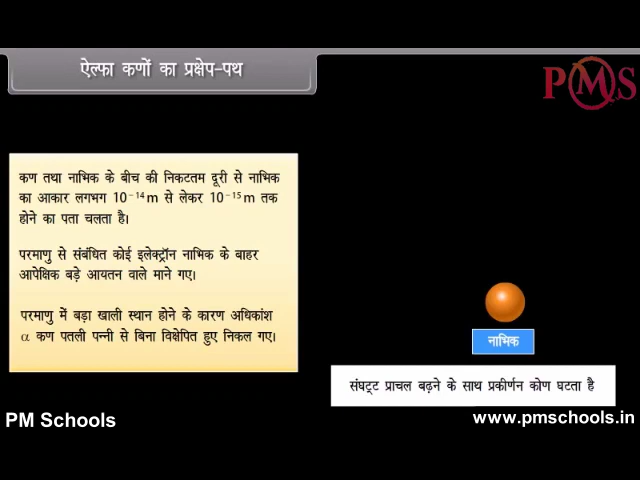 ऐल्फा कणों का प्रक्षेप-पथ
PMS
कण तथा नाभिक के बीच की निकटतम दूरी से नाभिक
का आकार लगभग 10⁻¹⁴m से लेकर 10⁻¹⁵m तक
होने का पता चलता है।
परमाणु से संबंधित कोई इलेक्ट्रॉन नाभिक के बाहर
आपेक्षिक बड़े आयतन वाले माने गए।
परमाणु में बड़ा खाली स्थान होने के कारण अधिकांश
α कण पतली पन्नी से बिना विक्षेपित हुए निकल गए।
नाभिक
संघट्ट प्राचल बढ़ने के साथ प्रकीर्णन कोण घटता है
PM Schools
www.pmschools.in